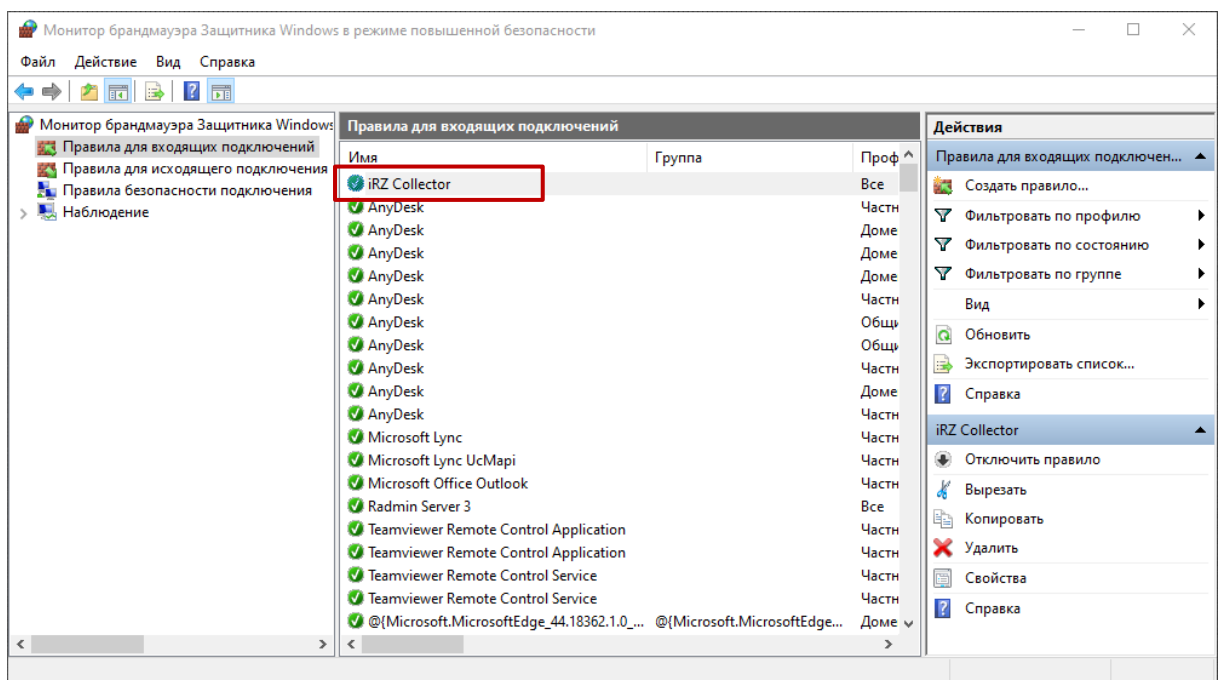 Монитор брандмауэра Защитника Windows в режиме повышенной безопасности
Файл Действие Вид Справка
Монитор брандмауэра Защитника Windows
Правила для входящих подключений
Правила для исходящего подключения
Правила безопасности подключения
Наблюдение
Правила для входящих подключений
Имя Группа Проф
iRZ Collector Все
AnyDesk Частн
AnyDesk Доме
AnyDesk Доме
AnyDesk Доме
AnyDesk Частн
AnyDesk Общи
AnyDesk Общи
AnyDesk Частн
AnyDesk Доме
AnyDesk Частн
Microsoft Lync Частн
Microsoft Lync UcMapi Частн
Microsoft Office Outlook Частн
Radmin Server 3 Все
Teamviewer Remote Control Application Частн
Teamviewer Remote Control Application Частн
Teamviewer Remote Control Service Частн
Teamviewer Remote Control Service Частн
@{Microsoft.MicrosoftEdge_44.18362.1.0_... @{Microsoft.MicrosoftEdge... Доме
Действия
Правила для входящих подключен...
Создать правило...
Фильтровать по профилю
Фильтровать по состоянию
Фильтровать по группе
Вид
Обновить
Экспортировать список...
Справка
iRZ Collector
Отключить правило
Вырезать
Копировать
Удалить
Свойства
Справка